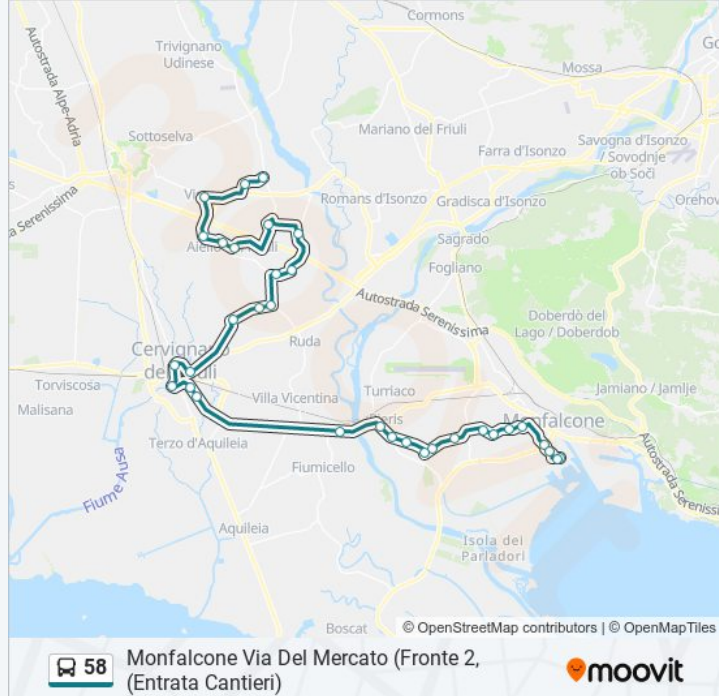 Cormons
Trivignano
Udinese
Go
Mossa
Autostrada Alpe-Adria
Sottoselva
Mariano del Friuli
Farra d'Isonzo
Savogna d'Isonzo
/ Sovodnje
ob Soči
Romans d'Isonzo
Gradisca d'Isonzo
Orehov
Serenissima
Sagrado
Fogliano
Autostrada Serenissima
Doberdò del
Lago / Doberdob
Ruda
Cervignano
Torviscosa
Malisana
Villa Vicentina
Turriaco
Jamiano / Jamlje
Monfalcone
Terzo d'Aquileia
Fiumicello
Autostrada Serenissima
Fiume Ausa
Aquileia
Isola dei
Parladori
Boscat
© OpenStreetMap contributors | © OpenMapTiles
58
Monfalcone Via Del Mercato (Fronte 2,
(Entrata Cantieri)
moovit